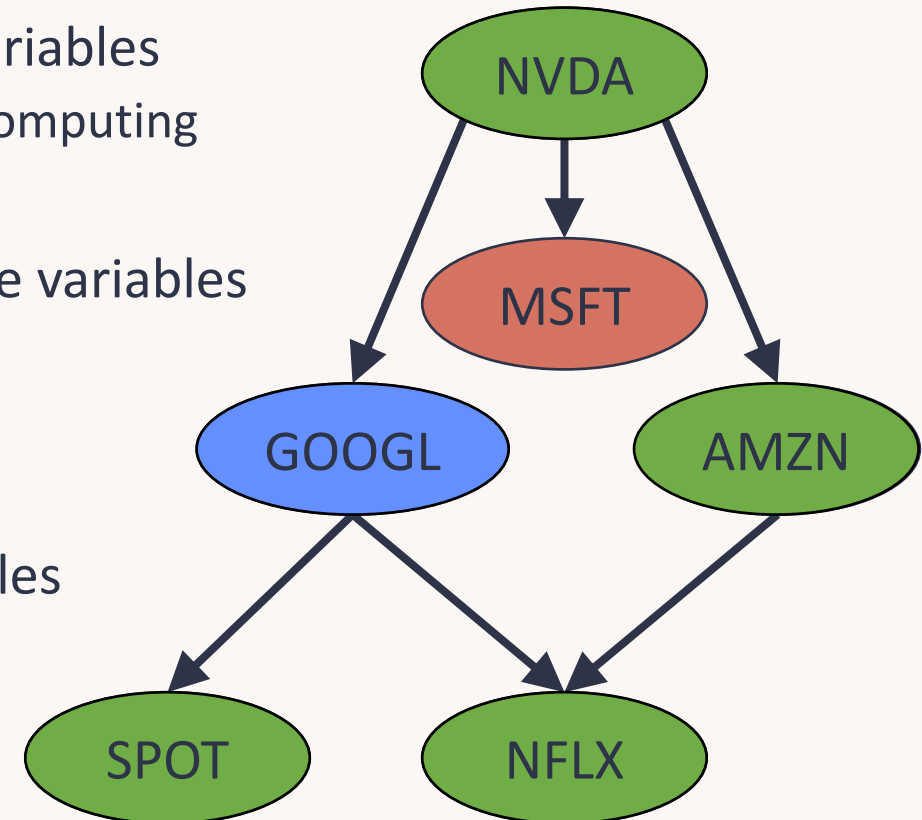 riables
omputing
e variables
les
NVDA
MSFT
GOOGL
AMZN
SPOT
NFLX